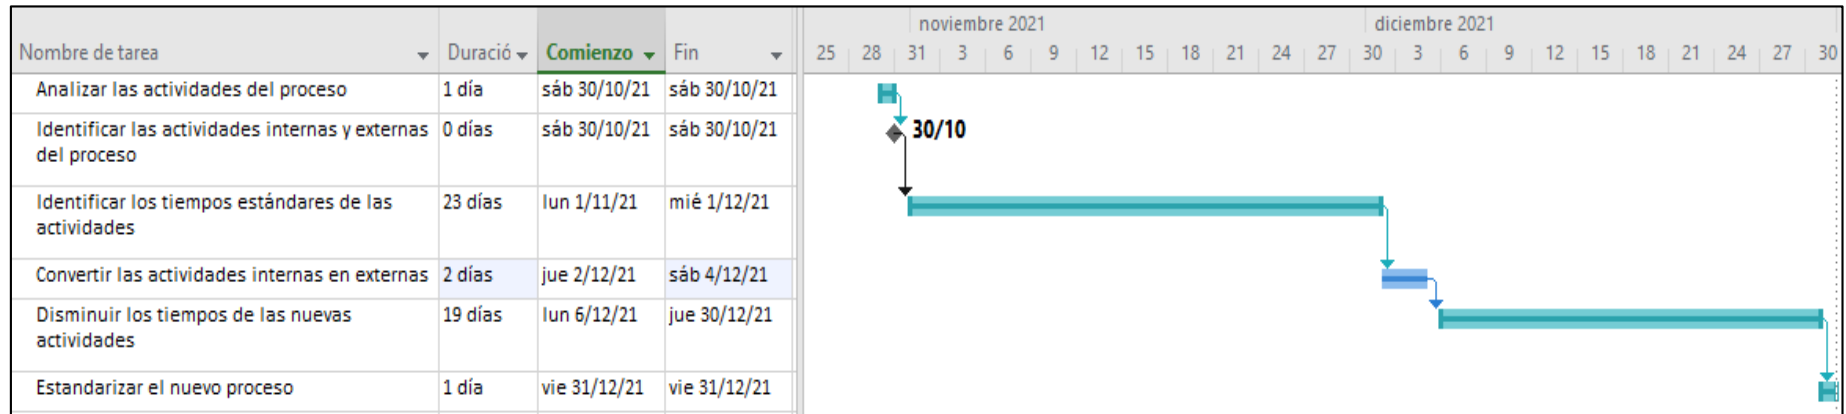 noviembre 2021 diciembre 2021
Nombre de tarea Duració Comienzo Fin 25 28 31 3 6 9 12 15 18 21 24 27 30 3 6 9 12 15 18 21 24 27 30
Analizar las actividades del proceso 1 día sáb 30/10/21 sáb 30/10/21
Identificar las actividades internas y externas 0 días sáb 30/10/21 sáb 30/10/21 30/10
del proceso
Identificar los tiempos estándares de las 23 días lun 1/11/21 mié 1/12/21
actividades
Convertir las actividades internas en externas 2 días jue 2/12/21 sáb 4/12/21
Disminuir los tiempos de las nuevas 19 días lun 6/12/21 jue 30/12/21
actividades
Estandarizar el nuevo proceso 1 día vie 31/12/21 vie 31/12/21